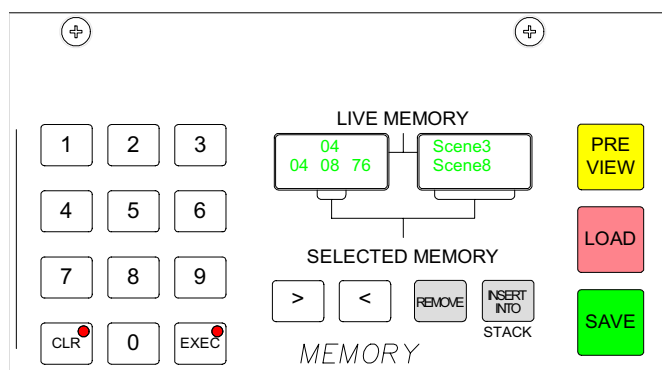 LIVE MEMORY
04
04 08 76
Scene3
Scene8
SELECTED MEMORY
1
2
3
4
5
6
7
8
9
CLR
0
EXEC
>
<
REMOVE
INSERT
INTO
STACK
MEMORY
PRE
VIEW
LOAD
SAVE